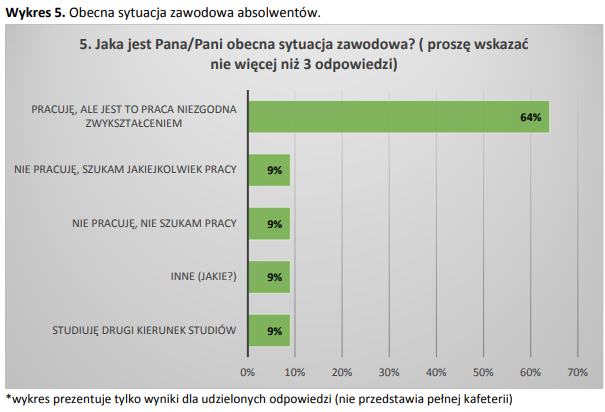 Wykres 5. Obecna sytuacja zawodowa absolwentów.
5. Jaka jest Pana/Pani obecna sytuacja zawodowa? ( proszę wskazać
nie więcej niż 3 odpowiedzi)
PRACUJĘ, ALE JEST TO PRACA NIEZGODNA
ZWYKSZTAŁCENIEM
64%
NIE PRACUJĘ, SZUKAM JAKIEJKOLWIEK PRACY
9%
NIE PRACUJĘ, NIE SZUKAM PRACY
9%
INNE (JAKIE?)
9%
STUDIUJĘ DRUGI KIERUNEK STUDIÓW
9%
0% 10% 20% 30% 40% 50% 60% 70%
*wykres prezentuje tylko wyniki dla udzielonych odpowiedzi (nie przedstawia pełnej kafeterii)